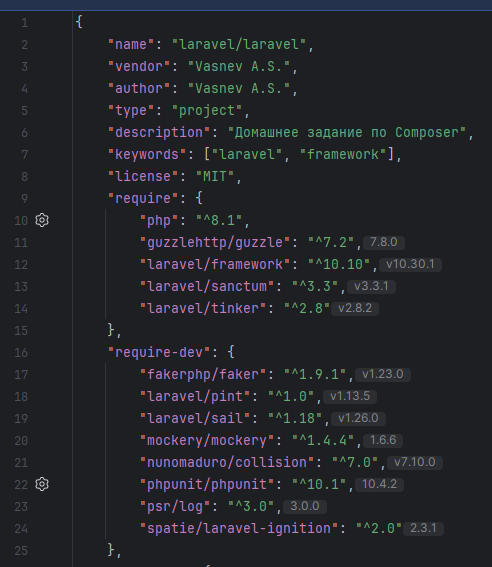 1 {
2 "name": "laravel/laravel",
3 "vendor": "Vasnev A.S.",
4 "author": "Vasnev A.S.",
5 "type": "project",
6 "description": "Домашнее задание по Composer",
7 "keywords": ["laravel", "framework"],
8 "license": "MIT",
9 "require": {
10 "php": "^8.1",
11 "guzzlehttp/guzzle": "^7.2", 7.8.0
12 "laravel/framework": "^10.10", v10.30.1
13 "laravel/sanctum": "^3.3", v3.3.1
14 "laravel/tinker": "^2.8" v2.8.2
15 },
16 "require-dev": {
17 "fakerphp/faker": "^1.9.1", v1.23.0
18 "laravel/pint": "^1.0", v1.13.5
19 "laravel/sail": "^1.18", v1.26.0
20 "mockery/mockery": "^1.4.4", 1.6.6
21 "nunomaduro/collision": "^7.0", v7.10.0
22 "phpunit/phpunit": "^10.1", 10.4.2
23 "psr/log": "^3.0", 3.0.0
24 "spatie/laravel-ignition": "^2.0" 2.3.1
25 },